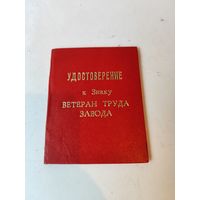 УДОСТОВЕРЕНИЕ
к Знаку
ВЕТЕРАН ТРУДА
ЗАВОДА